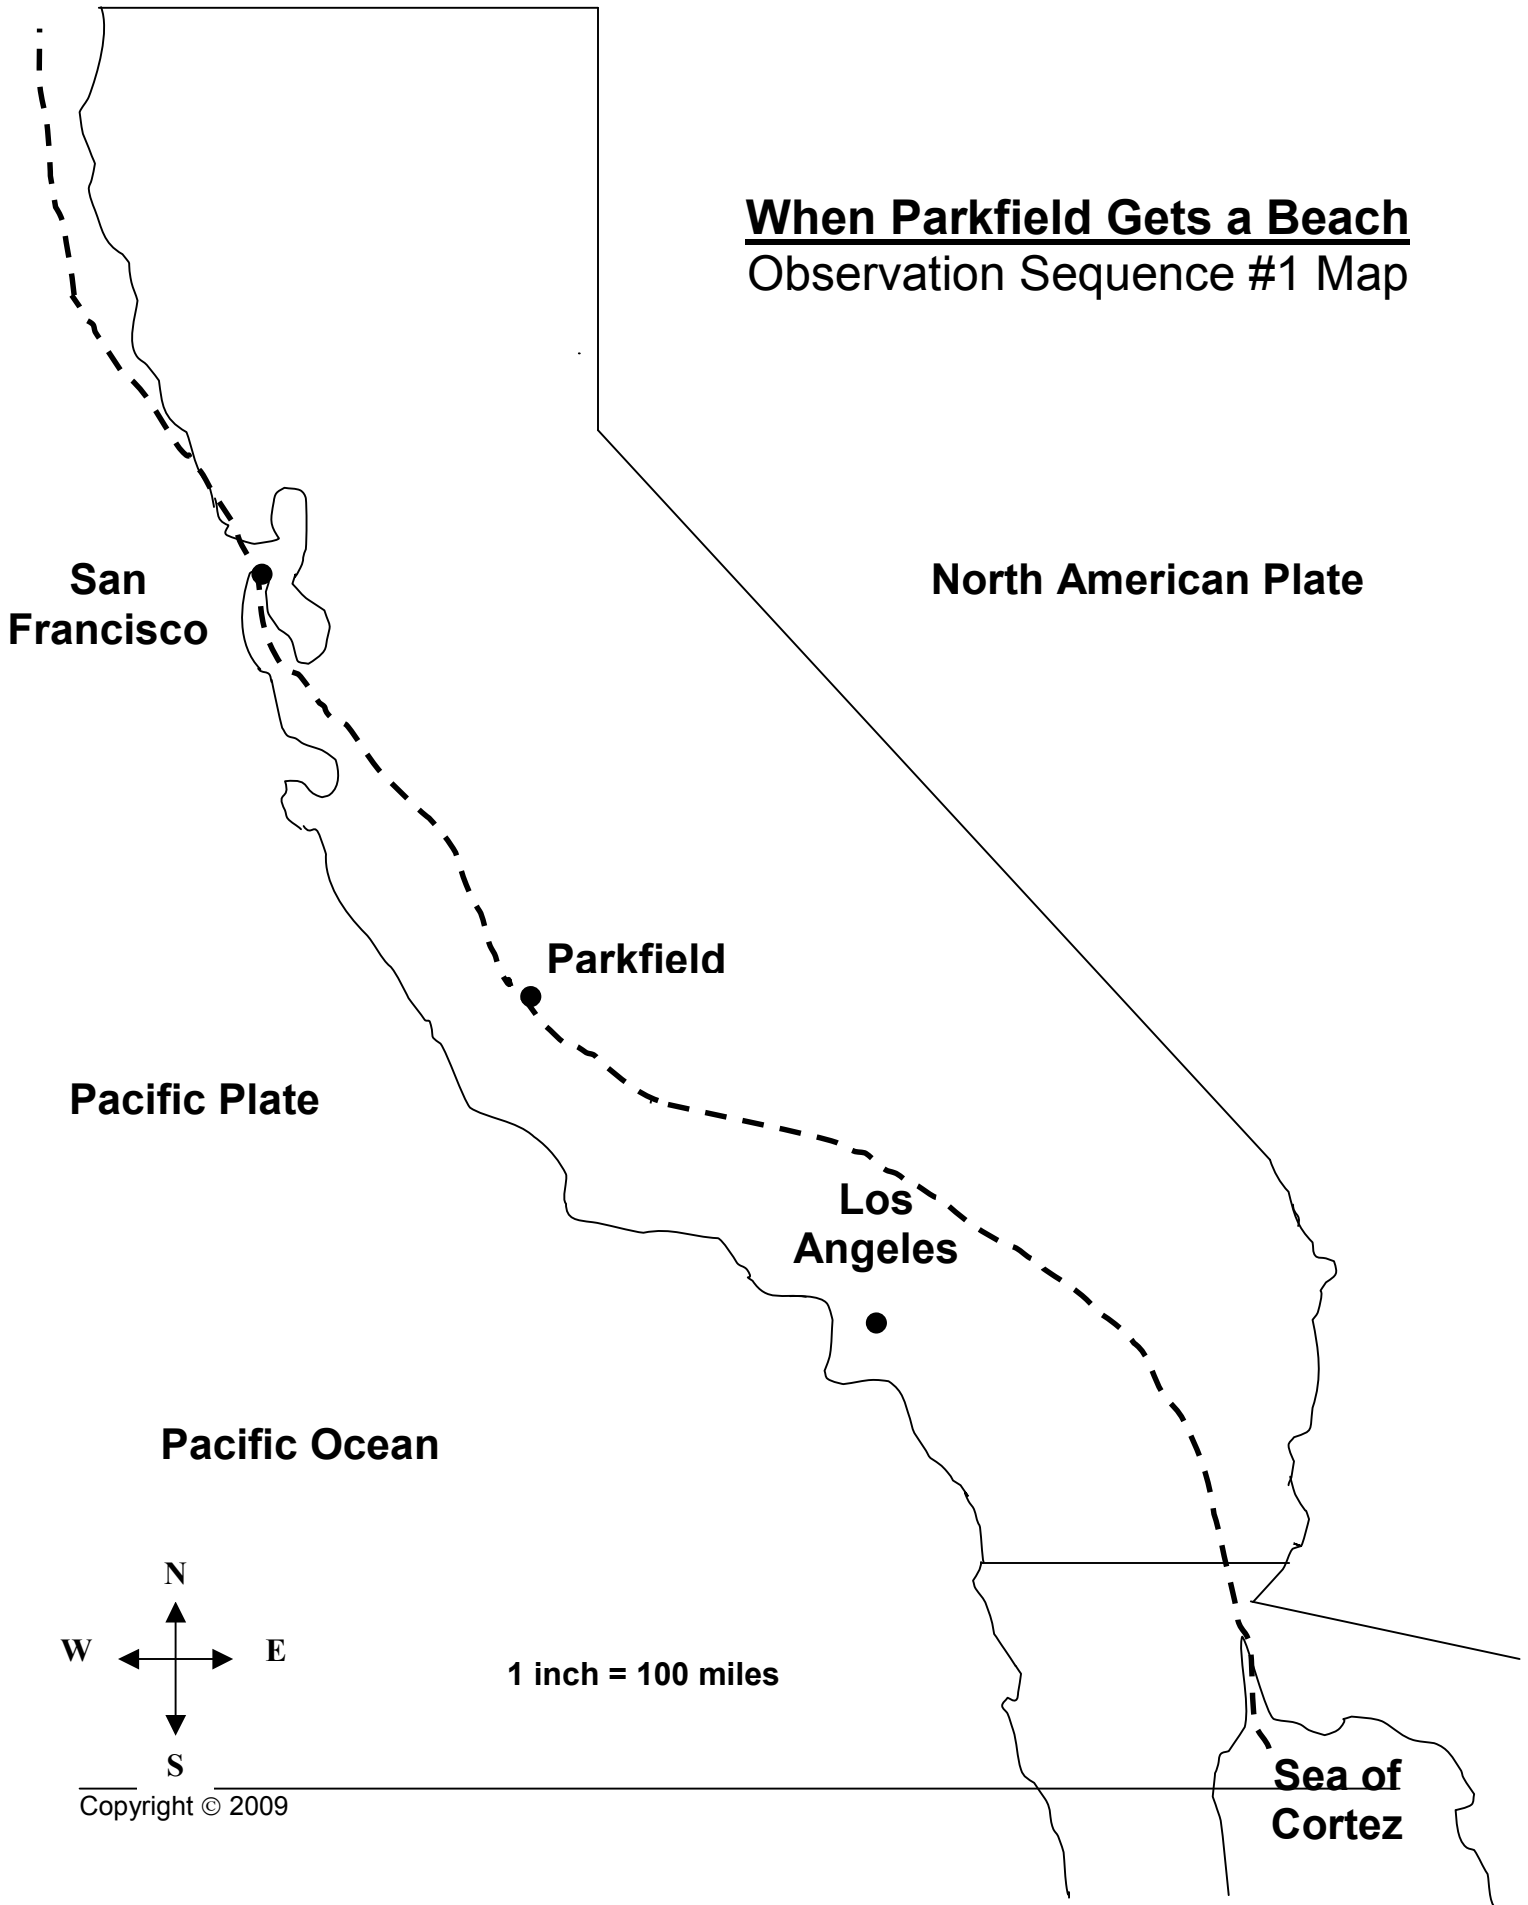 When Parkfield Gets a Beach
Observation Sequence #1 Map
San
Francisco
North American Plate
Parkfield
Pacific Plate
Los
Angeles
Pacific Ocean
N
W
E
S
1 inch = 100 miles
Sea of
Cortez
Copyright © 2009